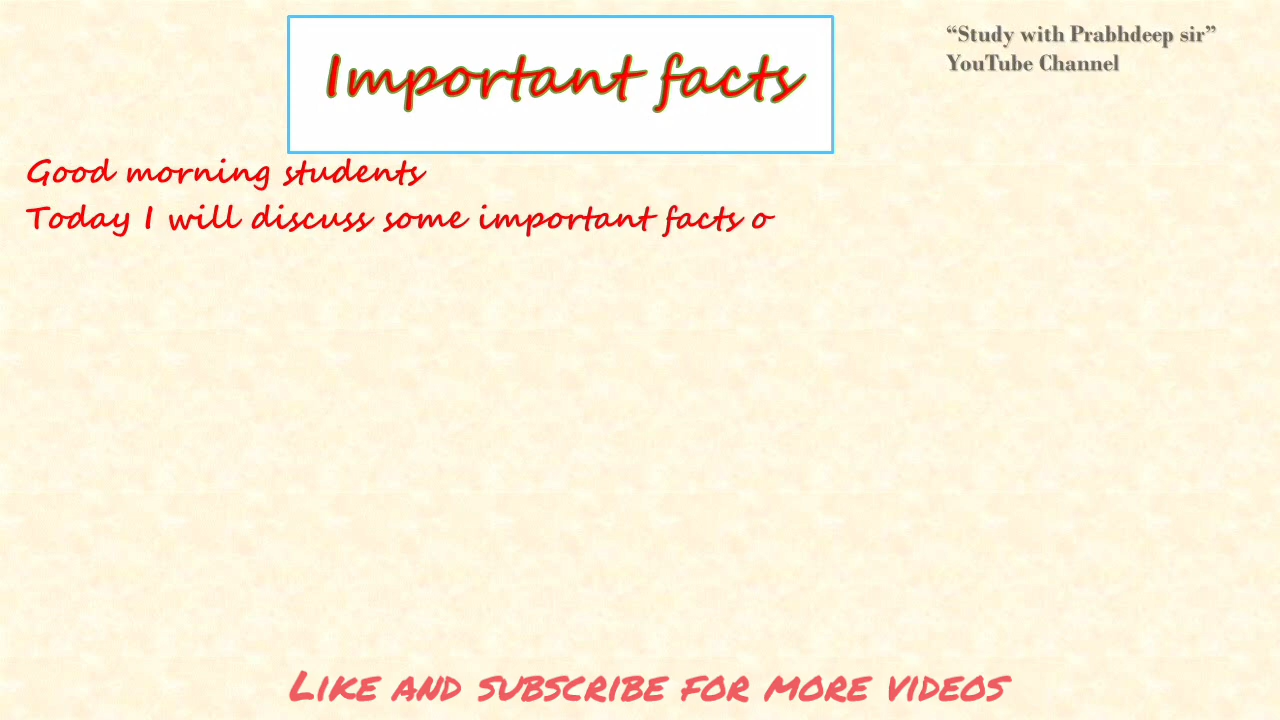 Important facts
“Study with Prabhdeep sir”
YouTube Channel
Good morning students
Today I will discuss some important facts o
Like and subscribe for more videos